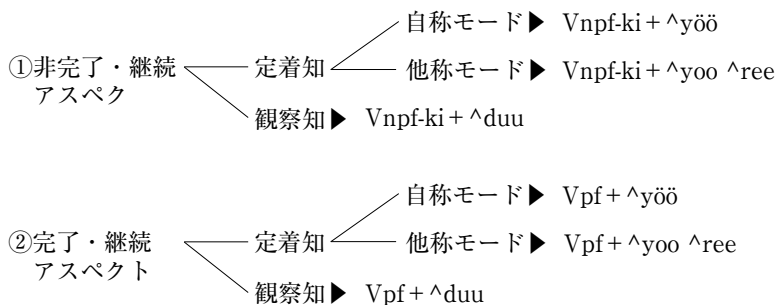 自称モード▶ Vnpf-ki＋^yöö
①非完了・継続 定着知 他称モード▶ Vnpf-ki＋^yoo ^ree
アスペク
観察知▶ Vnpf-ki＋^duu
自称モード▶ Vpf＋^yöö
②完了・継続 定着知 他称モード▶ Vpf＋^yoo ^ree
アスペクト
観察知▶ Vpf＋^duu